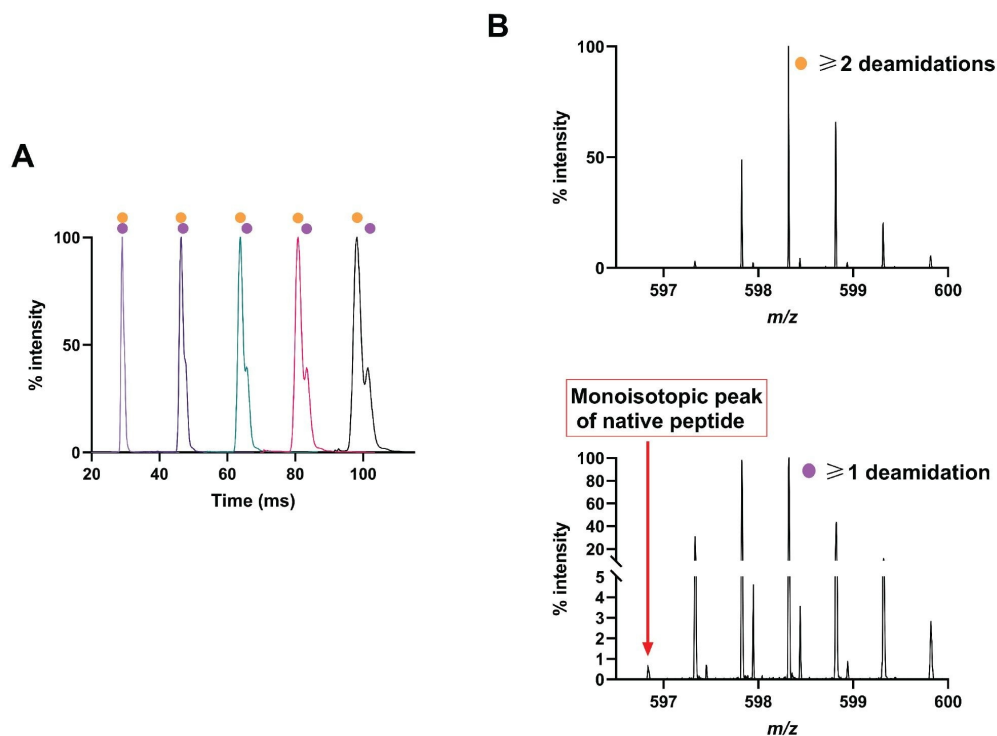 A
100
50
0
% intensity
20 40 60 80 100
Time (ms)
B
100
50
0
% intensity
⩾2 deamidations
597 598 599 600
m/z
Monoisotopic peak
of native peptide
100
80
60
40
20
5
4
3
2
1
0
% intensity
⩾1 deamidation
597 598 599 600
m/z